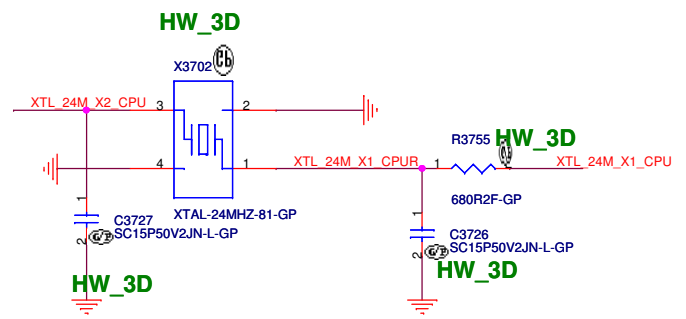 HW_3D
X3702
XTL_24M_X2_CPU
3
2
4
1
XTL_24M_X1_CPUR
R3755
HW_3D
1
XTL_24M_X1_CPU
680R2F-GP
XTAL-24MHZ-81-GP
1
C3727
2
G/P
SC15P50V2JN-L-GP
HW_3D
1
C3726
2
G/P
SC15P50V2JN-L-GP
HW_3D